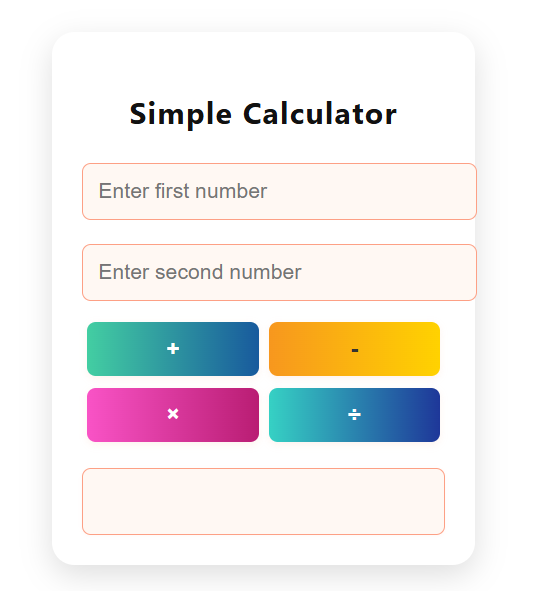 Simple Calculator
Enter first number
Enter second number
+ -
× ÷